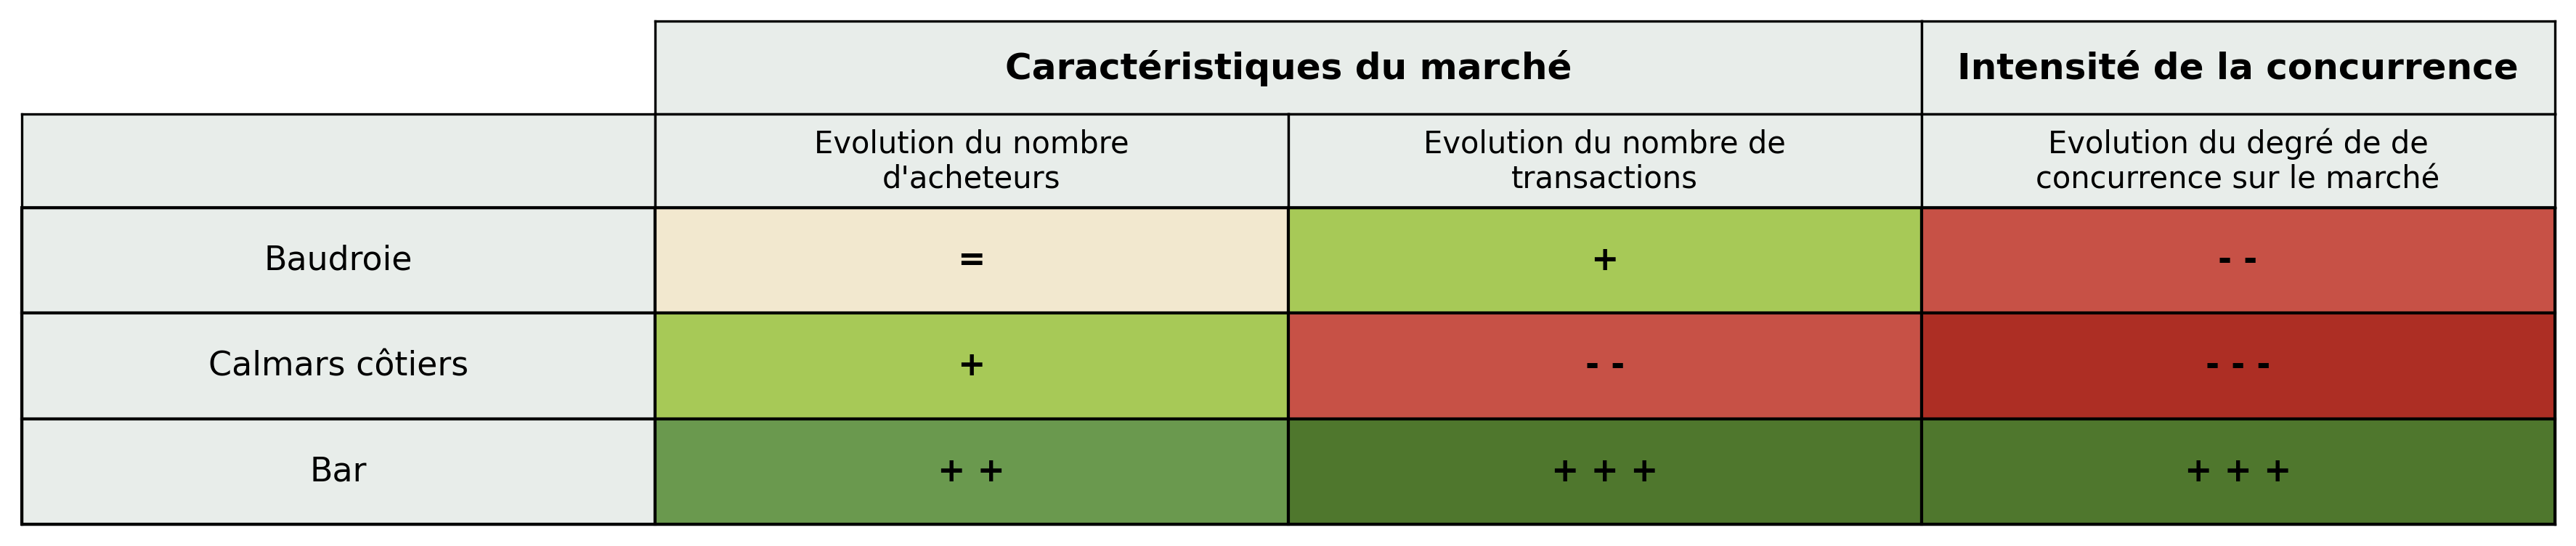 Caractéristiques du marché
Intensité de la concurrence
Evolution du nombre
d'acheteurs
Evolution du nombre de
transactions
Evolution du degré de de
concurrence sur le marché
Baudroie
=
+
- -
Calmars côtiers
+
- -
- - -
Bar
+ +
+ + +
+ + +